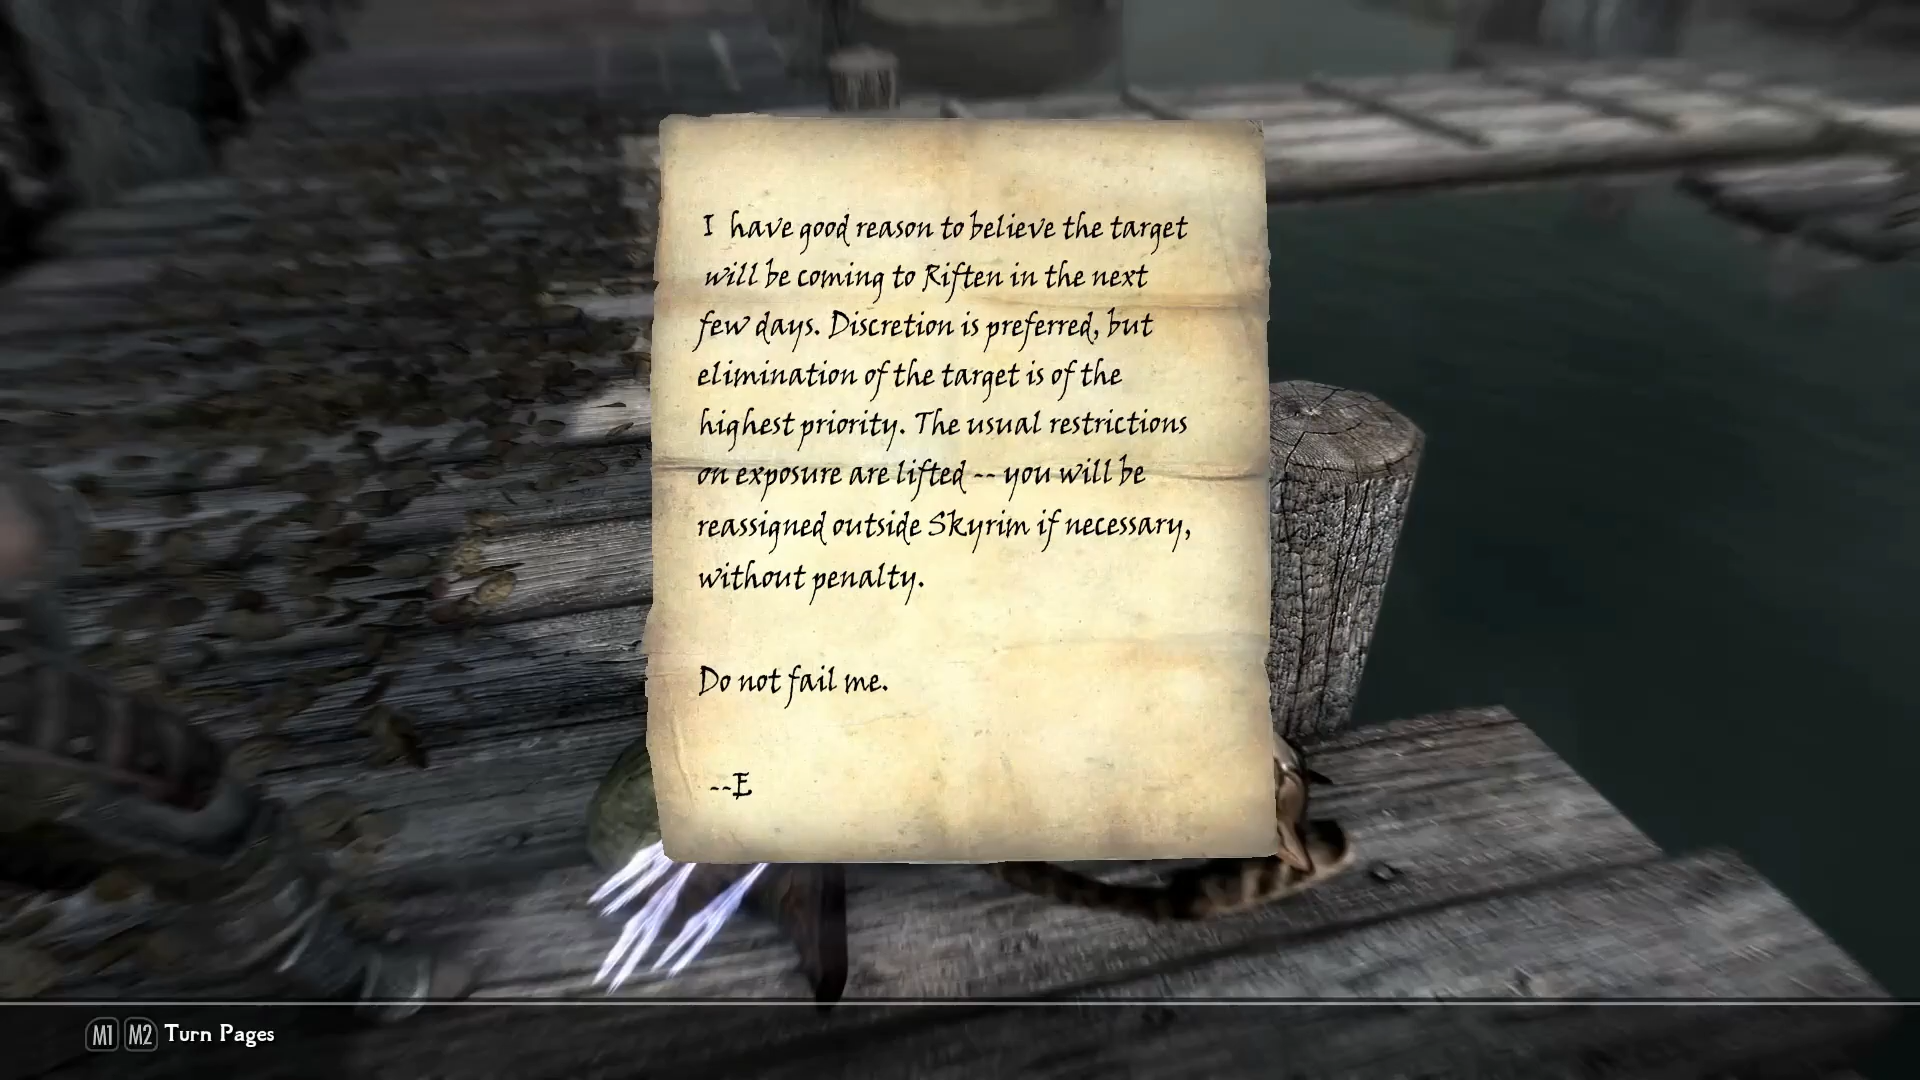 I have good reason to believe the target
will be coming to Riften in the next
few days. Discretion is preferred, but
elimination of the target is of the
highest priority. The usual restrictions
on exposure are lifted -- you will be
reassigned outside Skyrim if necessary,
without penalty.
Do not fail me.
--E
M1 M2 Turn Pages